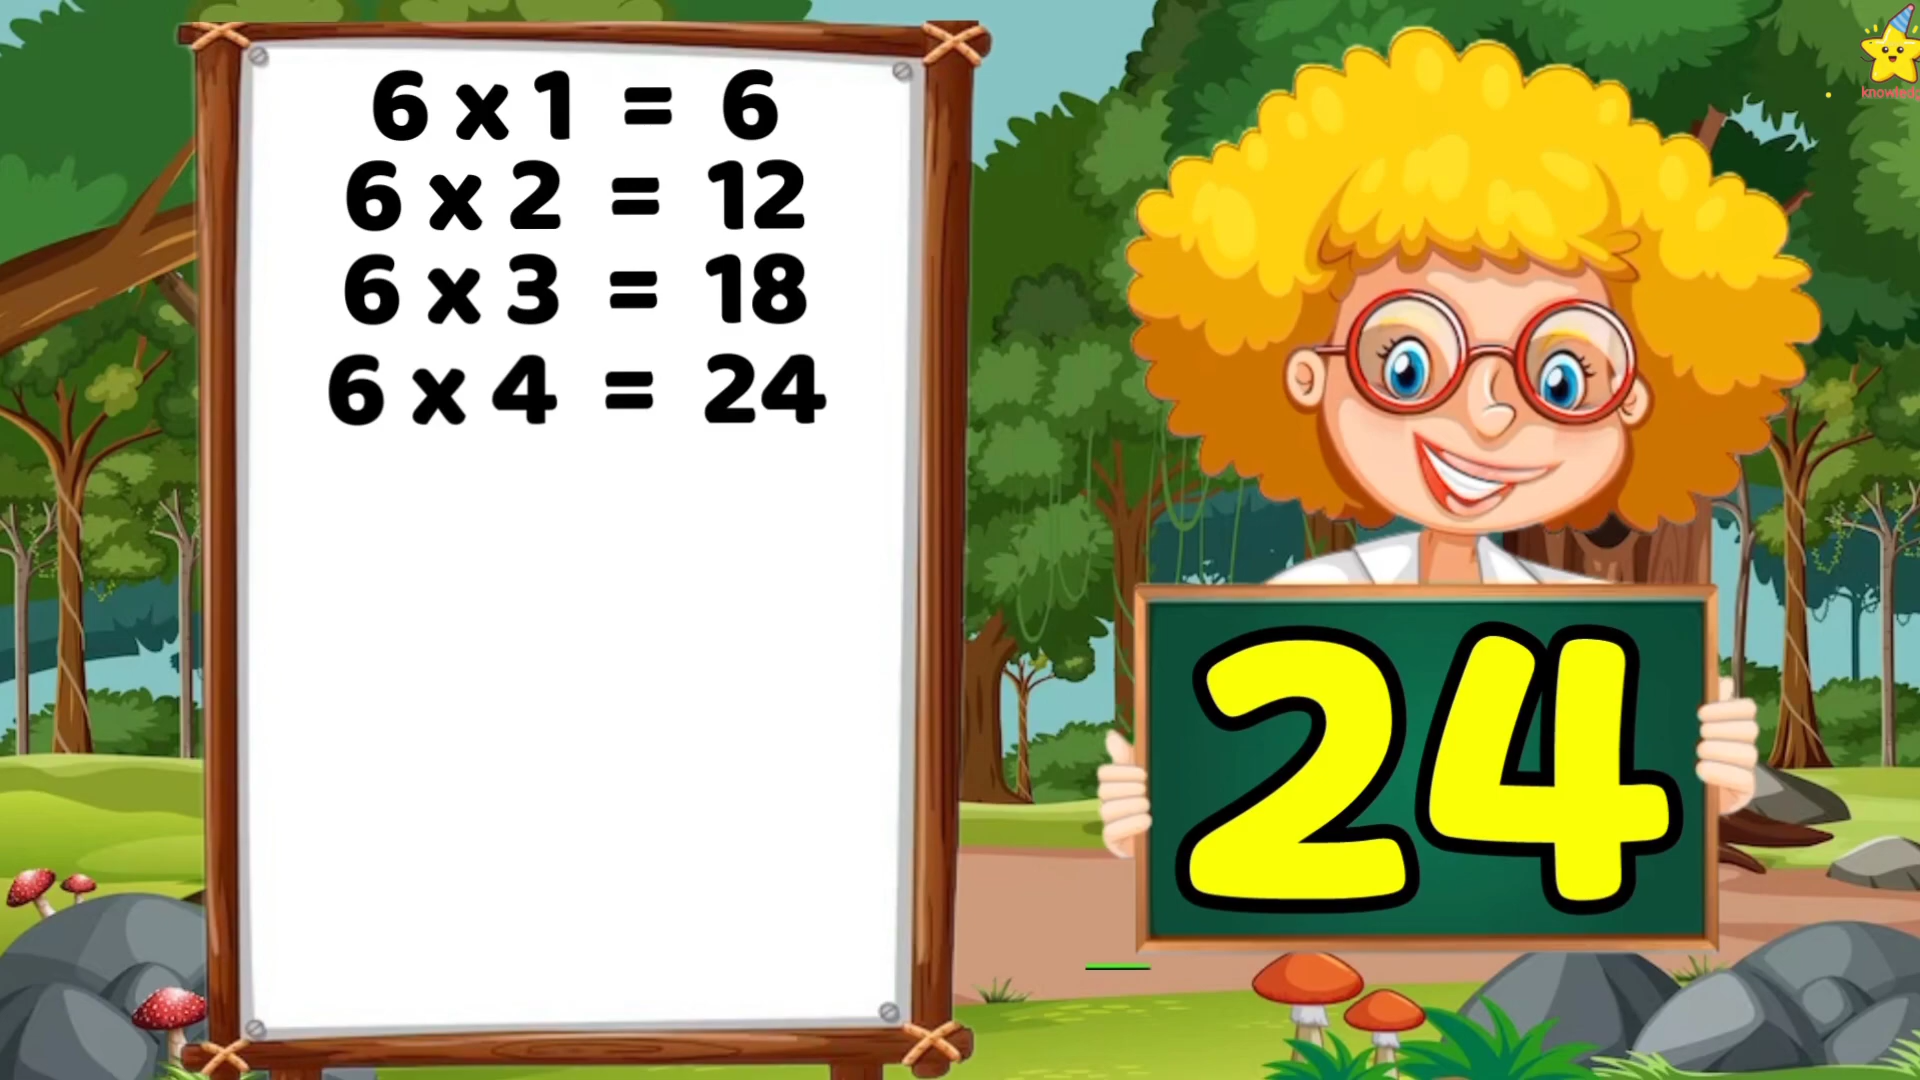 6 x 1 = 6
6 x 2 = 12
6 x 3 = 18
6 x 4 = 24
24